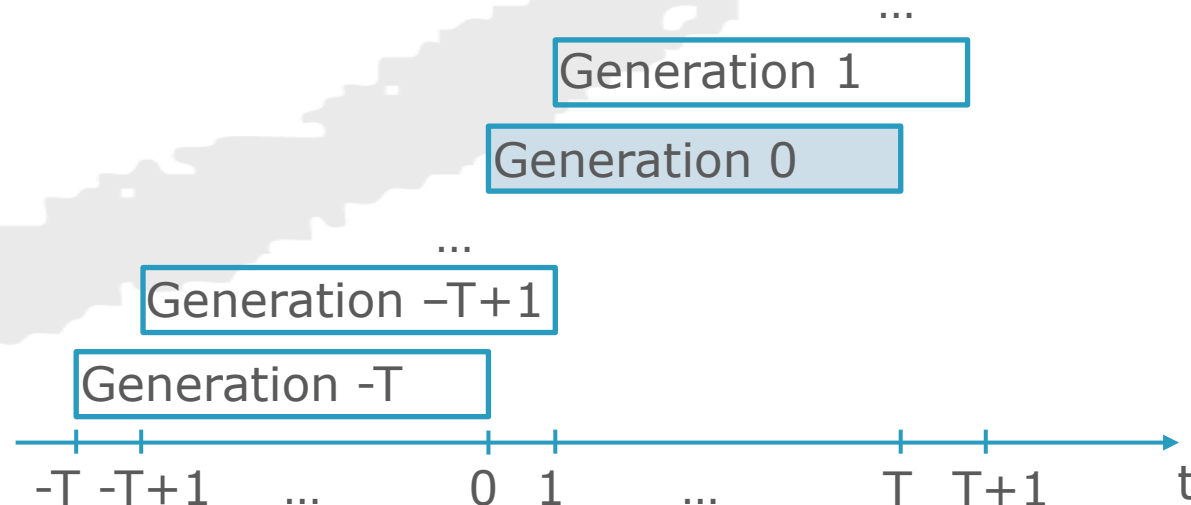 …
Generation 1
Generation 0
…
Generation –T+1
Generation -T
-T -T+1 … 0 1 … T T+1 t